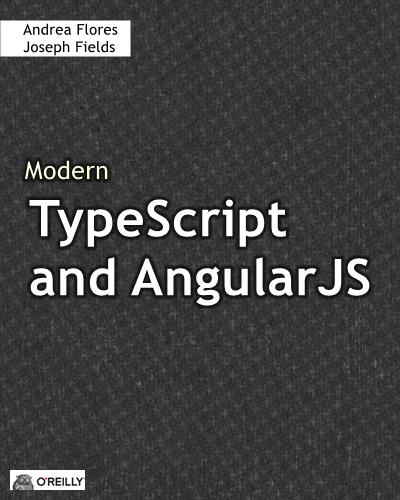 Andrea Flores
Joseph Fields
Modern
TypeScript
and AngularJS
O'REILLY